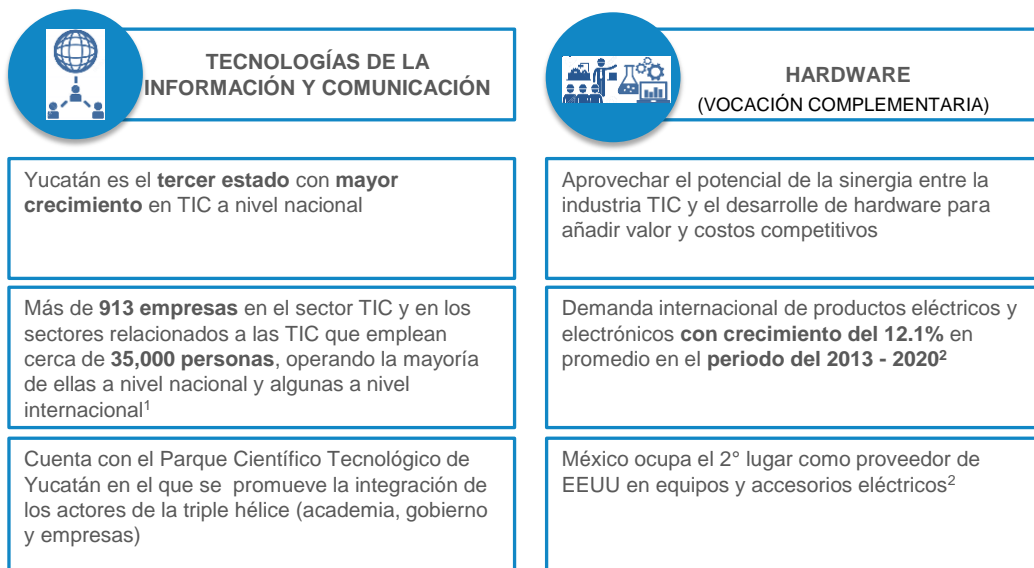 TECNOLOGÍAS DE LA
INFORMACIÓN Y COMUNICACIÓN
Yucatán es el tercer estado con mayor
crecimiento en TIC a nivel nacional
Más de 913 empresas en el sector TIC y en los
sectores relacionados a las TIC que emplean
cerca de 35,000 personas, operando la mayoría
de ellas a nivel nacional y algunas a nivel
internacional¹
Cuenta con el Parque Científico Tecnológico de
Yucatán en el que se promueve la integración de
los actores de la triple hélice (academia, gobierno
y empresas)
HARDWARE
(VOCACIÓN COMPLEMENTARIA)
Aprovechar el potencial de la sinergia entre la
industria TIC y el desarrolle de hardware para
añadir valor y costos competitivos
Demanda internacional de productos eléctricos y
electrónicos con crecimiento del 12.1% en
promedio en el periodo del 2013 - 2020²
México ocupa el 2° lugar como proveedor de
EEUU en equipos y accesorios eléctricos²